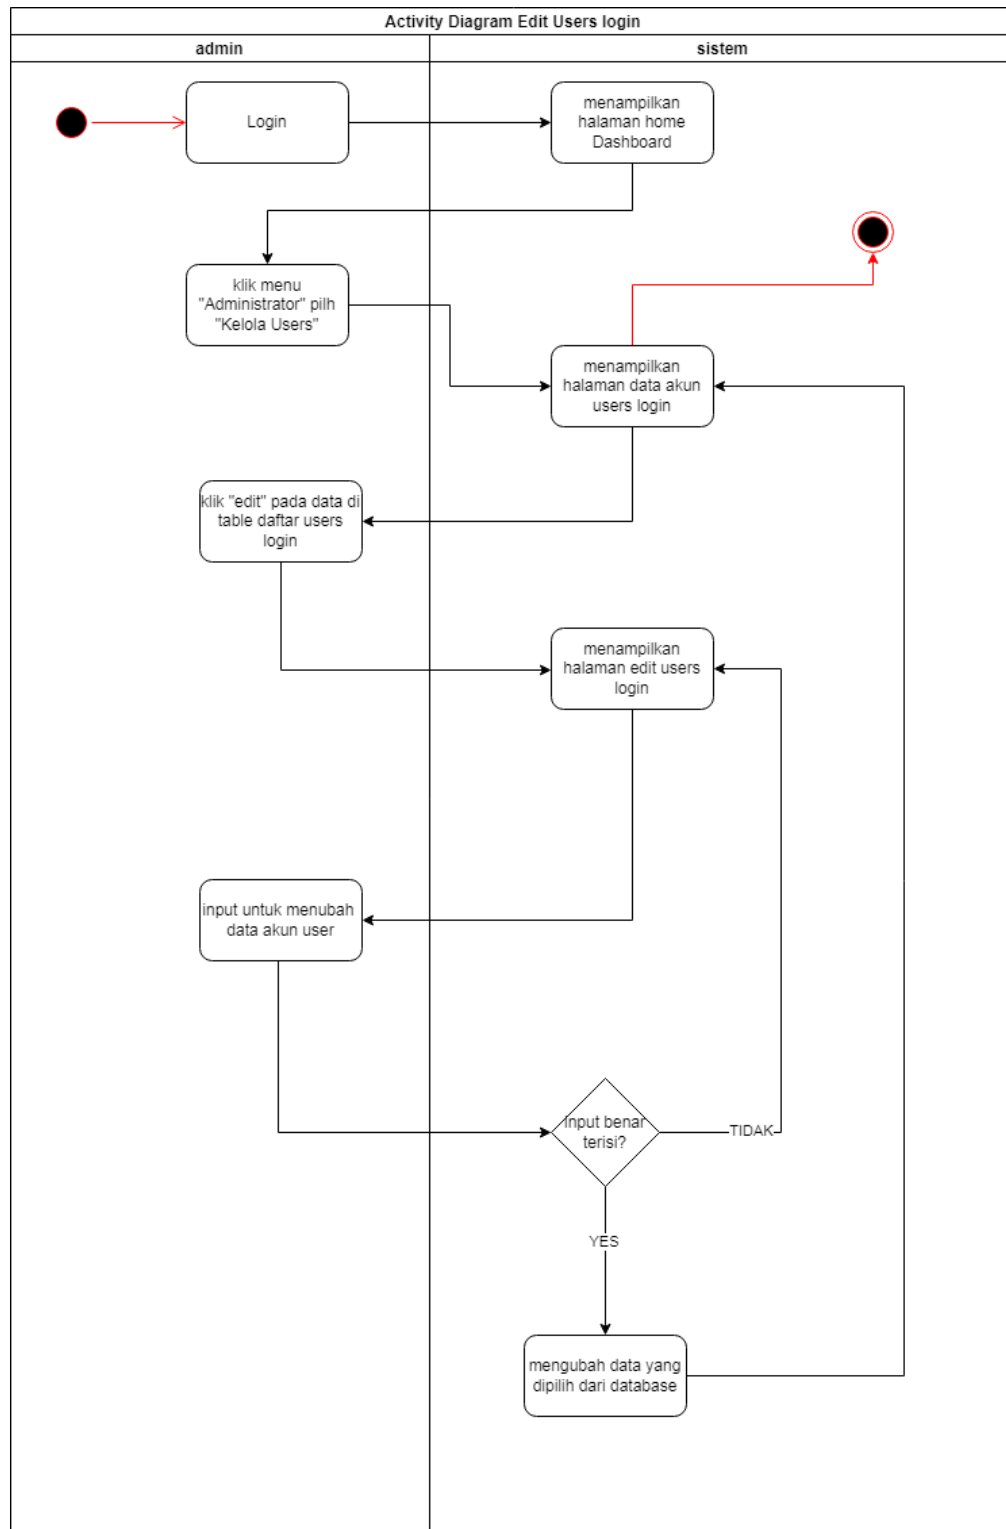 Activity Diagram Edit Users login
admin
sistem
Login
menampilkan
halaman home
Dashboard
klik menu
"Administrator" pilh
"Kelola Users"
menampilkan
halaman data akun
users login
klik "edit" pada data di
table daftar users
login
menampilkan
halaman edit users
login
input untuk menubah
data akun user
input benar
terisi?
TIDAK
YES
mengubah data yang
dipilih dari database